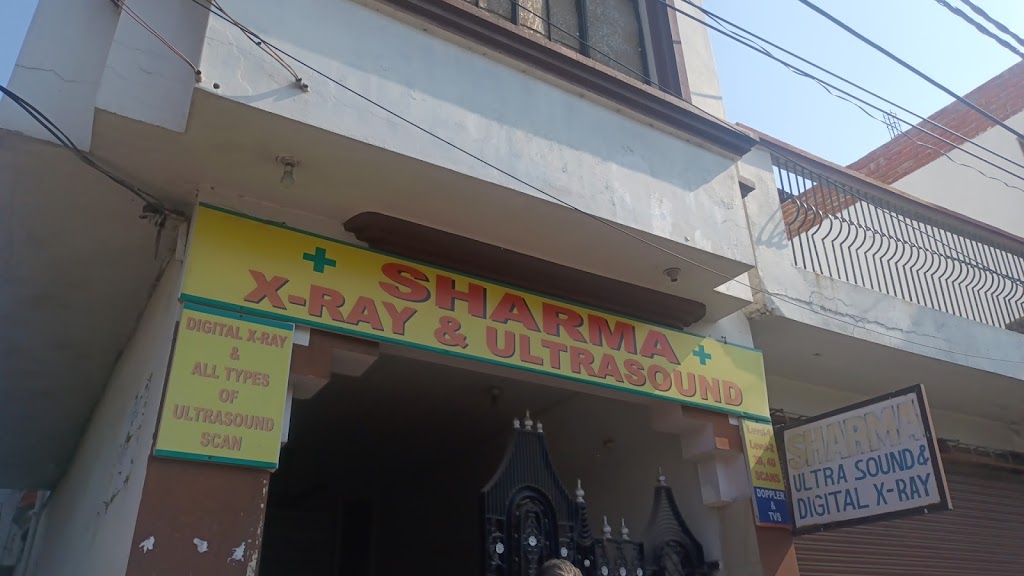 SHARMA
X-RAY & ULTRASOUND
DIGITAL X-RAY
&
ALL TYPES
OF
ULTRASOUND
SCAN
SCANS
DOPPLER
&
TVS
SHARMA
ULTRA SOUND &
DIGITAL X-RAY